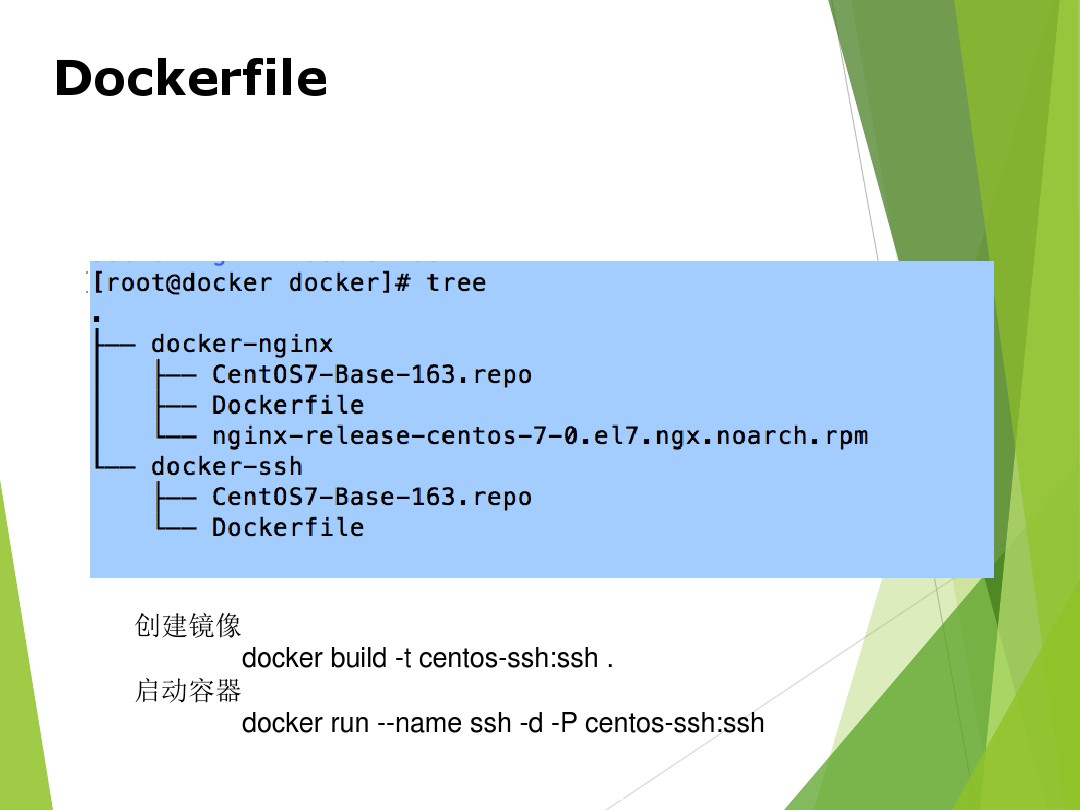 Dockerfile
[root@docker docker]# tree
.
├── docker-nginx
│   ├── CentOS7-Base-163.repo
│   ├── Dockerfile
│   └── nginx-release-centos-7-0.el7.ngx.noarch.rpm
└── docker-ssh
    ├── CentOS7-Base-163.repo
    └── Dockerfile
创建镜像
docker build -t centos-ssh:ssh .
启动容器
docker run --name ssh -d -P centos-ssh:ssh